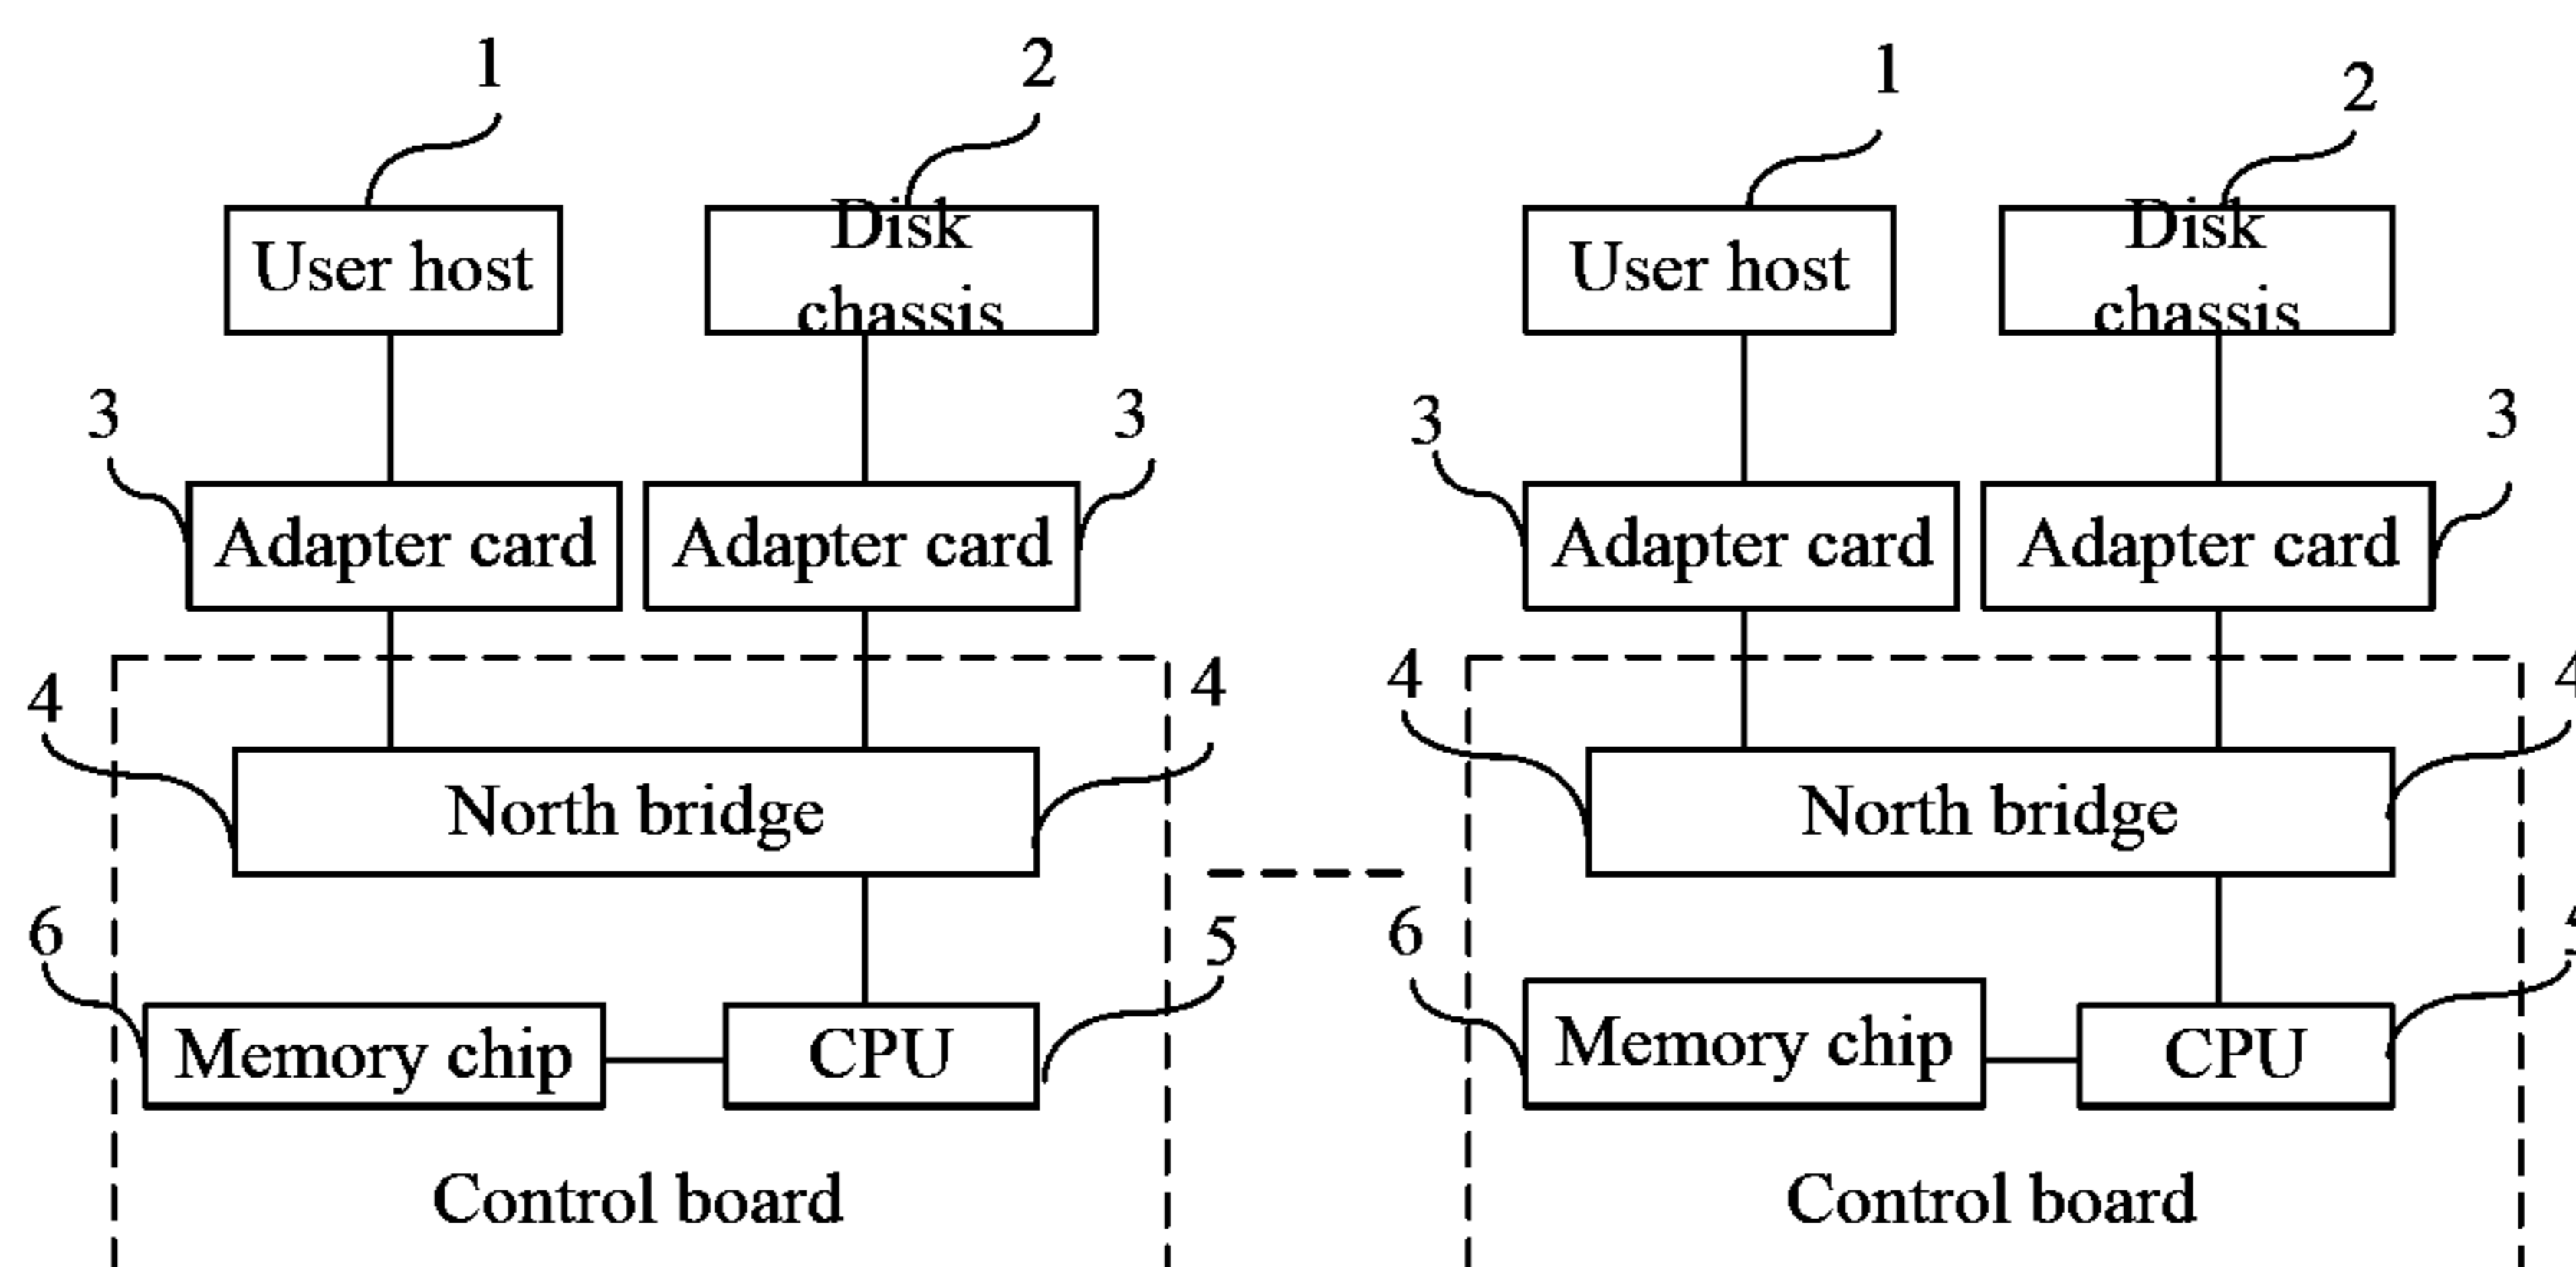 1
2
1
2
User host
Disk
chassis
User host
Disk
chassis
3
3
3
3
Adapter card
Adapter card
Adapter card
Adapter card
4
4
4
4
North bridge
North bridge
6
5
6
5
Memory chip
CPU
Memory chip
CPU
Control board
Control board